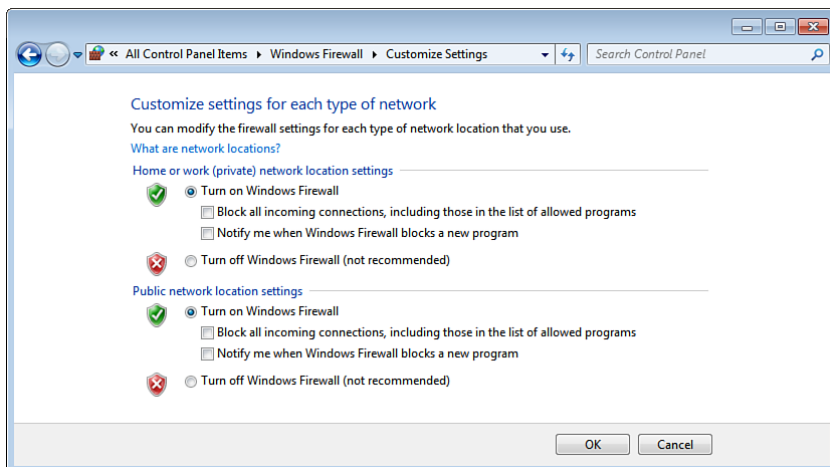 « All Control Panel Items ▸ Windows Firewall ▸ Customize Settings
Search Control Panel
Customize settings for each type of network
You can modify the firewall settings for each type of network location that you use.
What are network locations?
Home or work (private) network location settings
Turn on Windows Firewall
Block all incoming connections, including those in the list of allowed programs
Notify me when Windows Firewall blocks a new program
Turn off Windows Firewall (not recommended)
Public network location settings
Turn on Windows Firewall
Block all incoming connections, including those in the list of allowed programs
Notify me when Windows Firewall blocks a new program
Turn off Windows Firewall (not recommended)
OK
Cancel